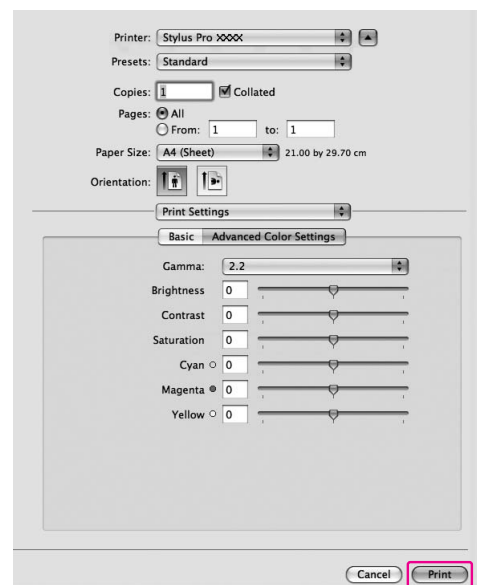 Printer: Stylus Pro XXXX
Presets: Standard
Copies: 1 Collated
Pages: All
From: 1 to: 1
Paper Size: A4 (Sheet) 21.00 by 29.70 cm
Orientation:
Print Settings
Basic Advanced Color Settings
Gamma: 2.2
Brightness 0
Contrast 0
Saturation 0
Cyan 0
Magenta 0
Yellow 0
Cancel Print